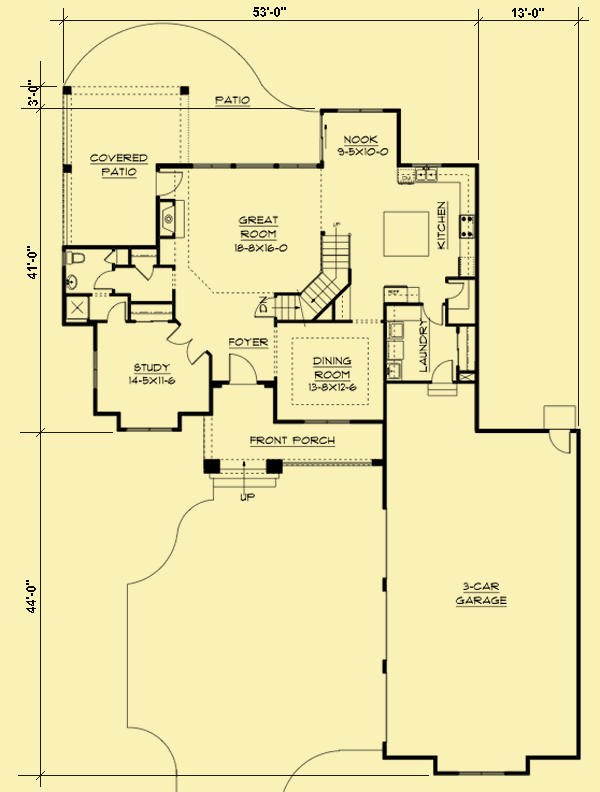 53'-0"
13'-0"
3'-0"
PATIO
NOOK
9-5X10-0
COVERED
PATIO
GREAT
ROOM
18-8X16-0
KITCHEN
UP
41'-0"
DN
FOYER
LAUNDRY
DINING
ROOM
13-8X12-6
STUDY
14-5X11-6
FRONT PORCH
UP
44'-0"
3-CAR
GARAGE